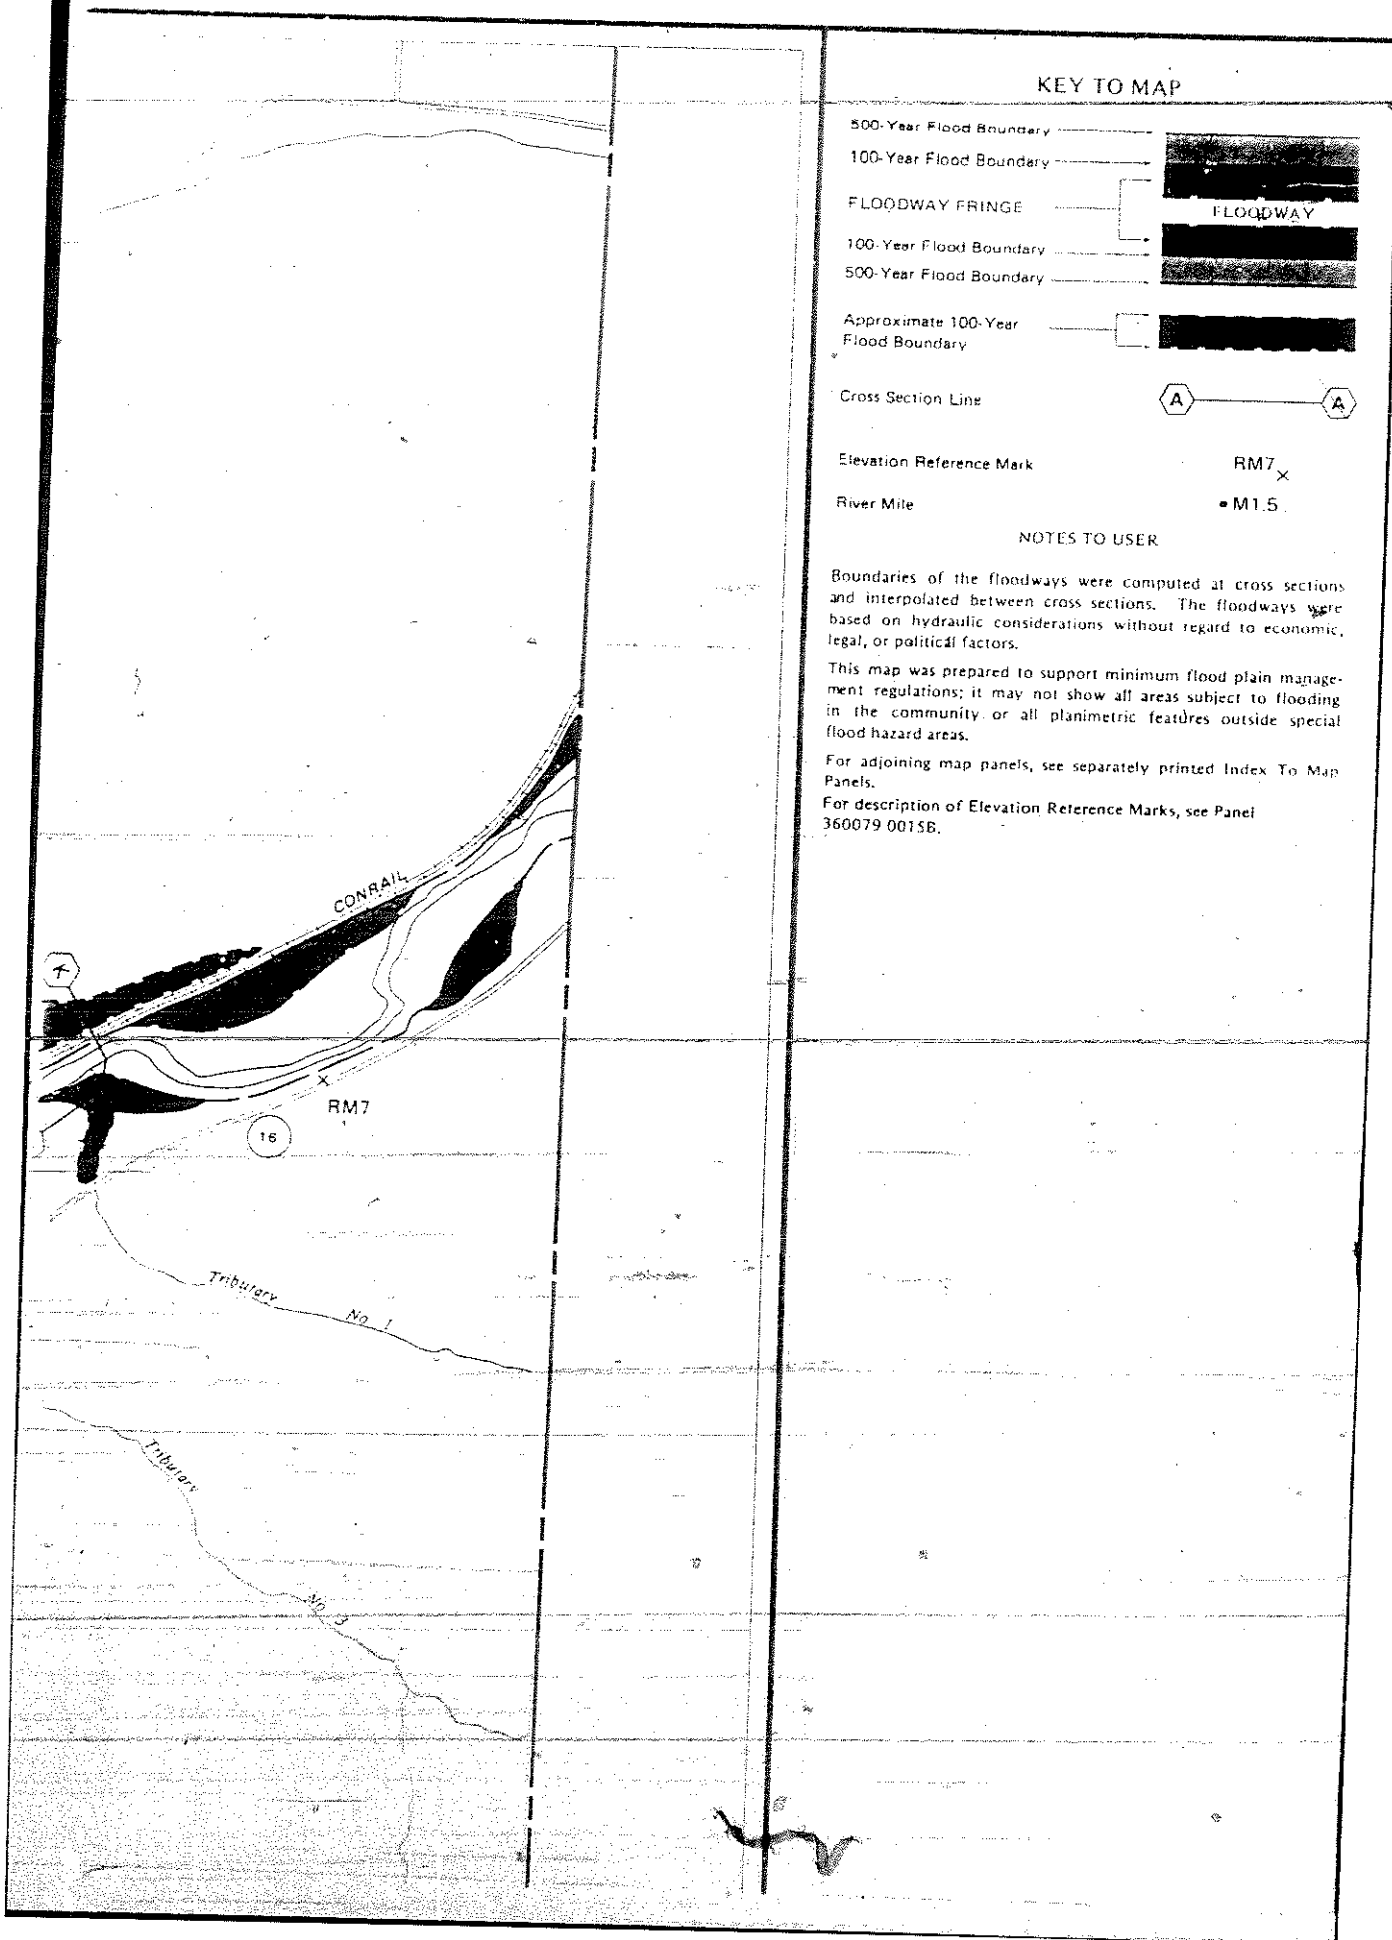 KEY TO MAP
500-Year Flood Boundary
100-Year Flood Boundary
FLOODWAY FRINGE
FLOODWAY
100-Year Flood Boundary
500-Year Flood Boundary
Approximate 100-Year
Flood Boundary
Cross Section Line
A
A
Elevation Reference Mark
RM7
River Mile
M1.5
NOTES TO USER
Boundaries of the floodways were computed at cross sections
and interpolated between cross sections. The floodways were
based on hydraulic considerations without regard to economic,
legal, or political factors.
This map was prepared to support minimum flood plain manage-
ment regulations; it may not show all areas subject to flooding
in the community or all planimetric features outside special
flood hazard areas.
For adjoining map panels, see separately printed Index To Map
Panels.
For description of Elevation Reference Marks, see Panel
360079 0015B.
CONRAIL
RM7
16
Tributary
No 1
Tributary
No 3